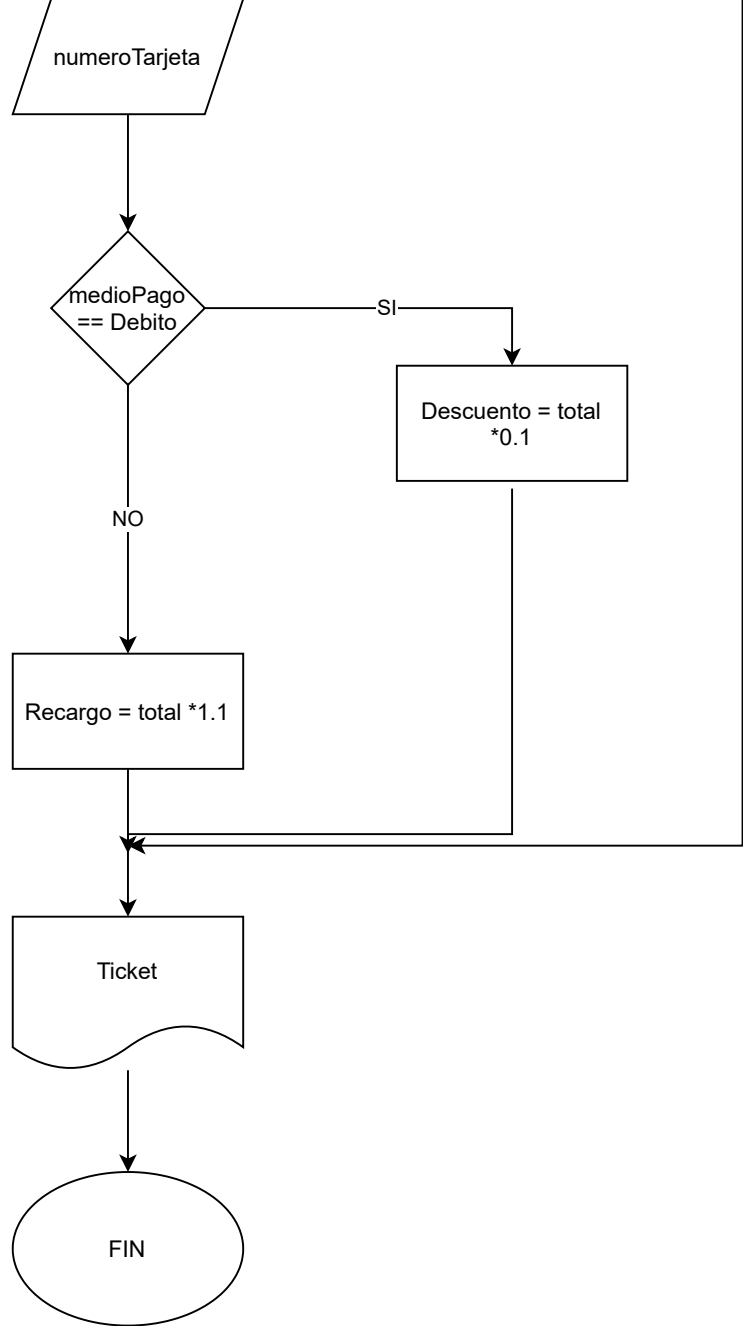 numeroTarjeta
medioPago
== Debito
SI
Descuento = total
*0.1
NO
Recargo = total *1.1
Ticket
FIN